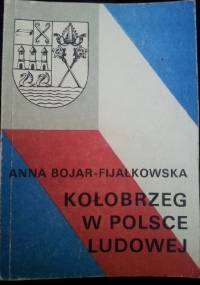 ANNA BOJAR-FIJAŁKOWSKA
KOŁOBRZEG
W POLSCE
LUDOWEJ